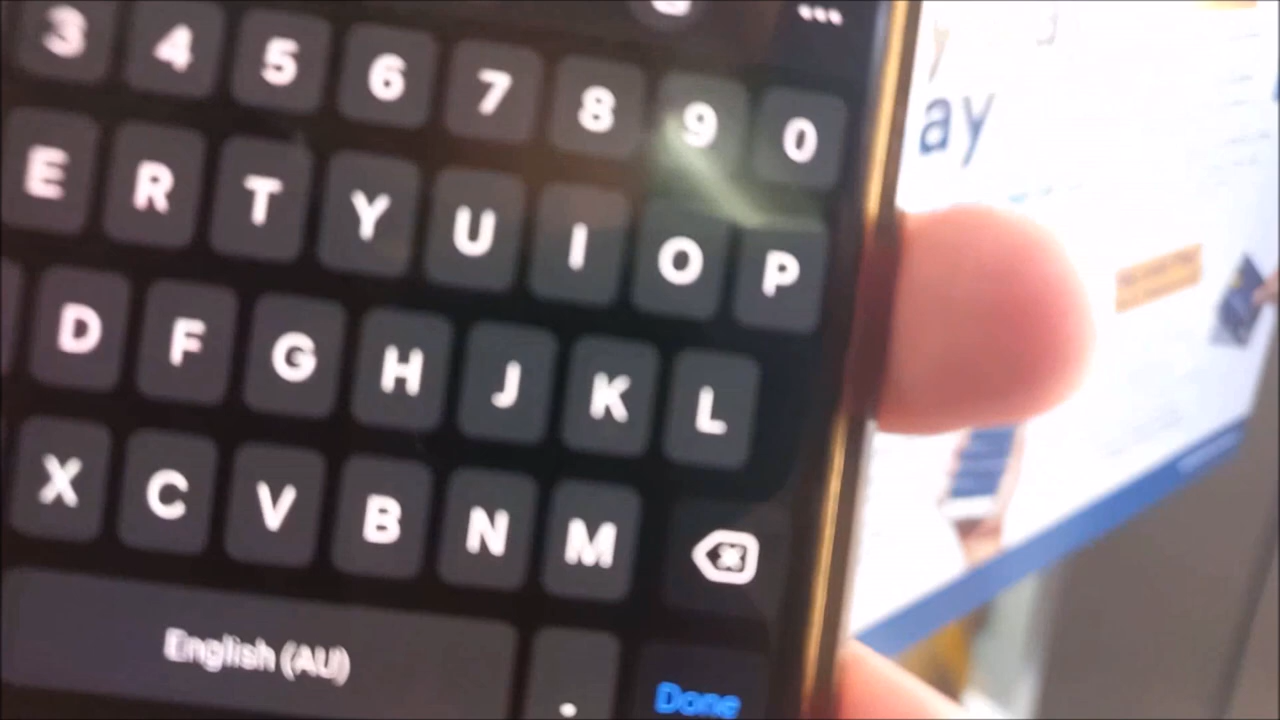 3 4 5 6 7 8 9 0
E R T Y U I O P
D F G H J K L
X C V B N M
English (AU) . Done
ay